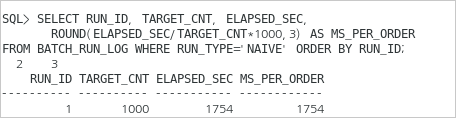 SQL> SELECT RUN_ID, TARGET_CNT, ELAPSED_SEC,
ROUND(ELAPSED_SEC/TARGET_CNT*1000, 3) AS MS_PER_ORDER
FROM BATCH_RUN_LOG WHERE RUN_TYPE='NAIVE' ORDER BY RUN_ID;
2 3
RUN_ID TARGET_CNT ELAPSED_SEC MS_PER_ORDER
---------- ---------- ----------- ------------
1 1000 1754 1754